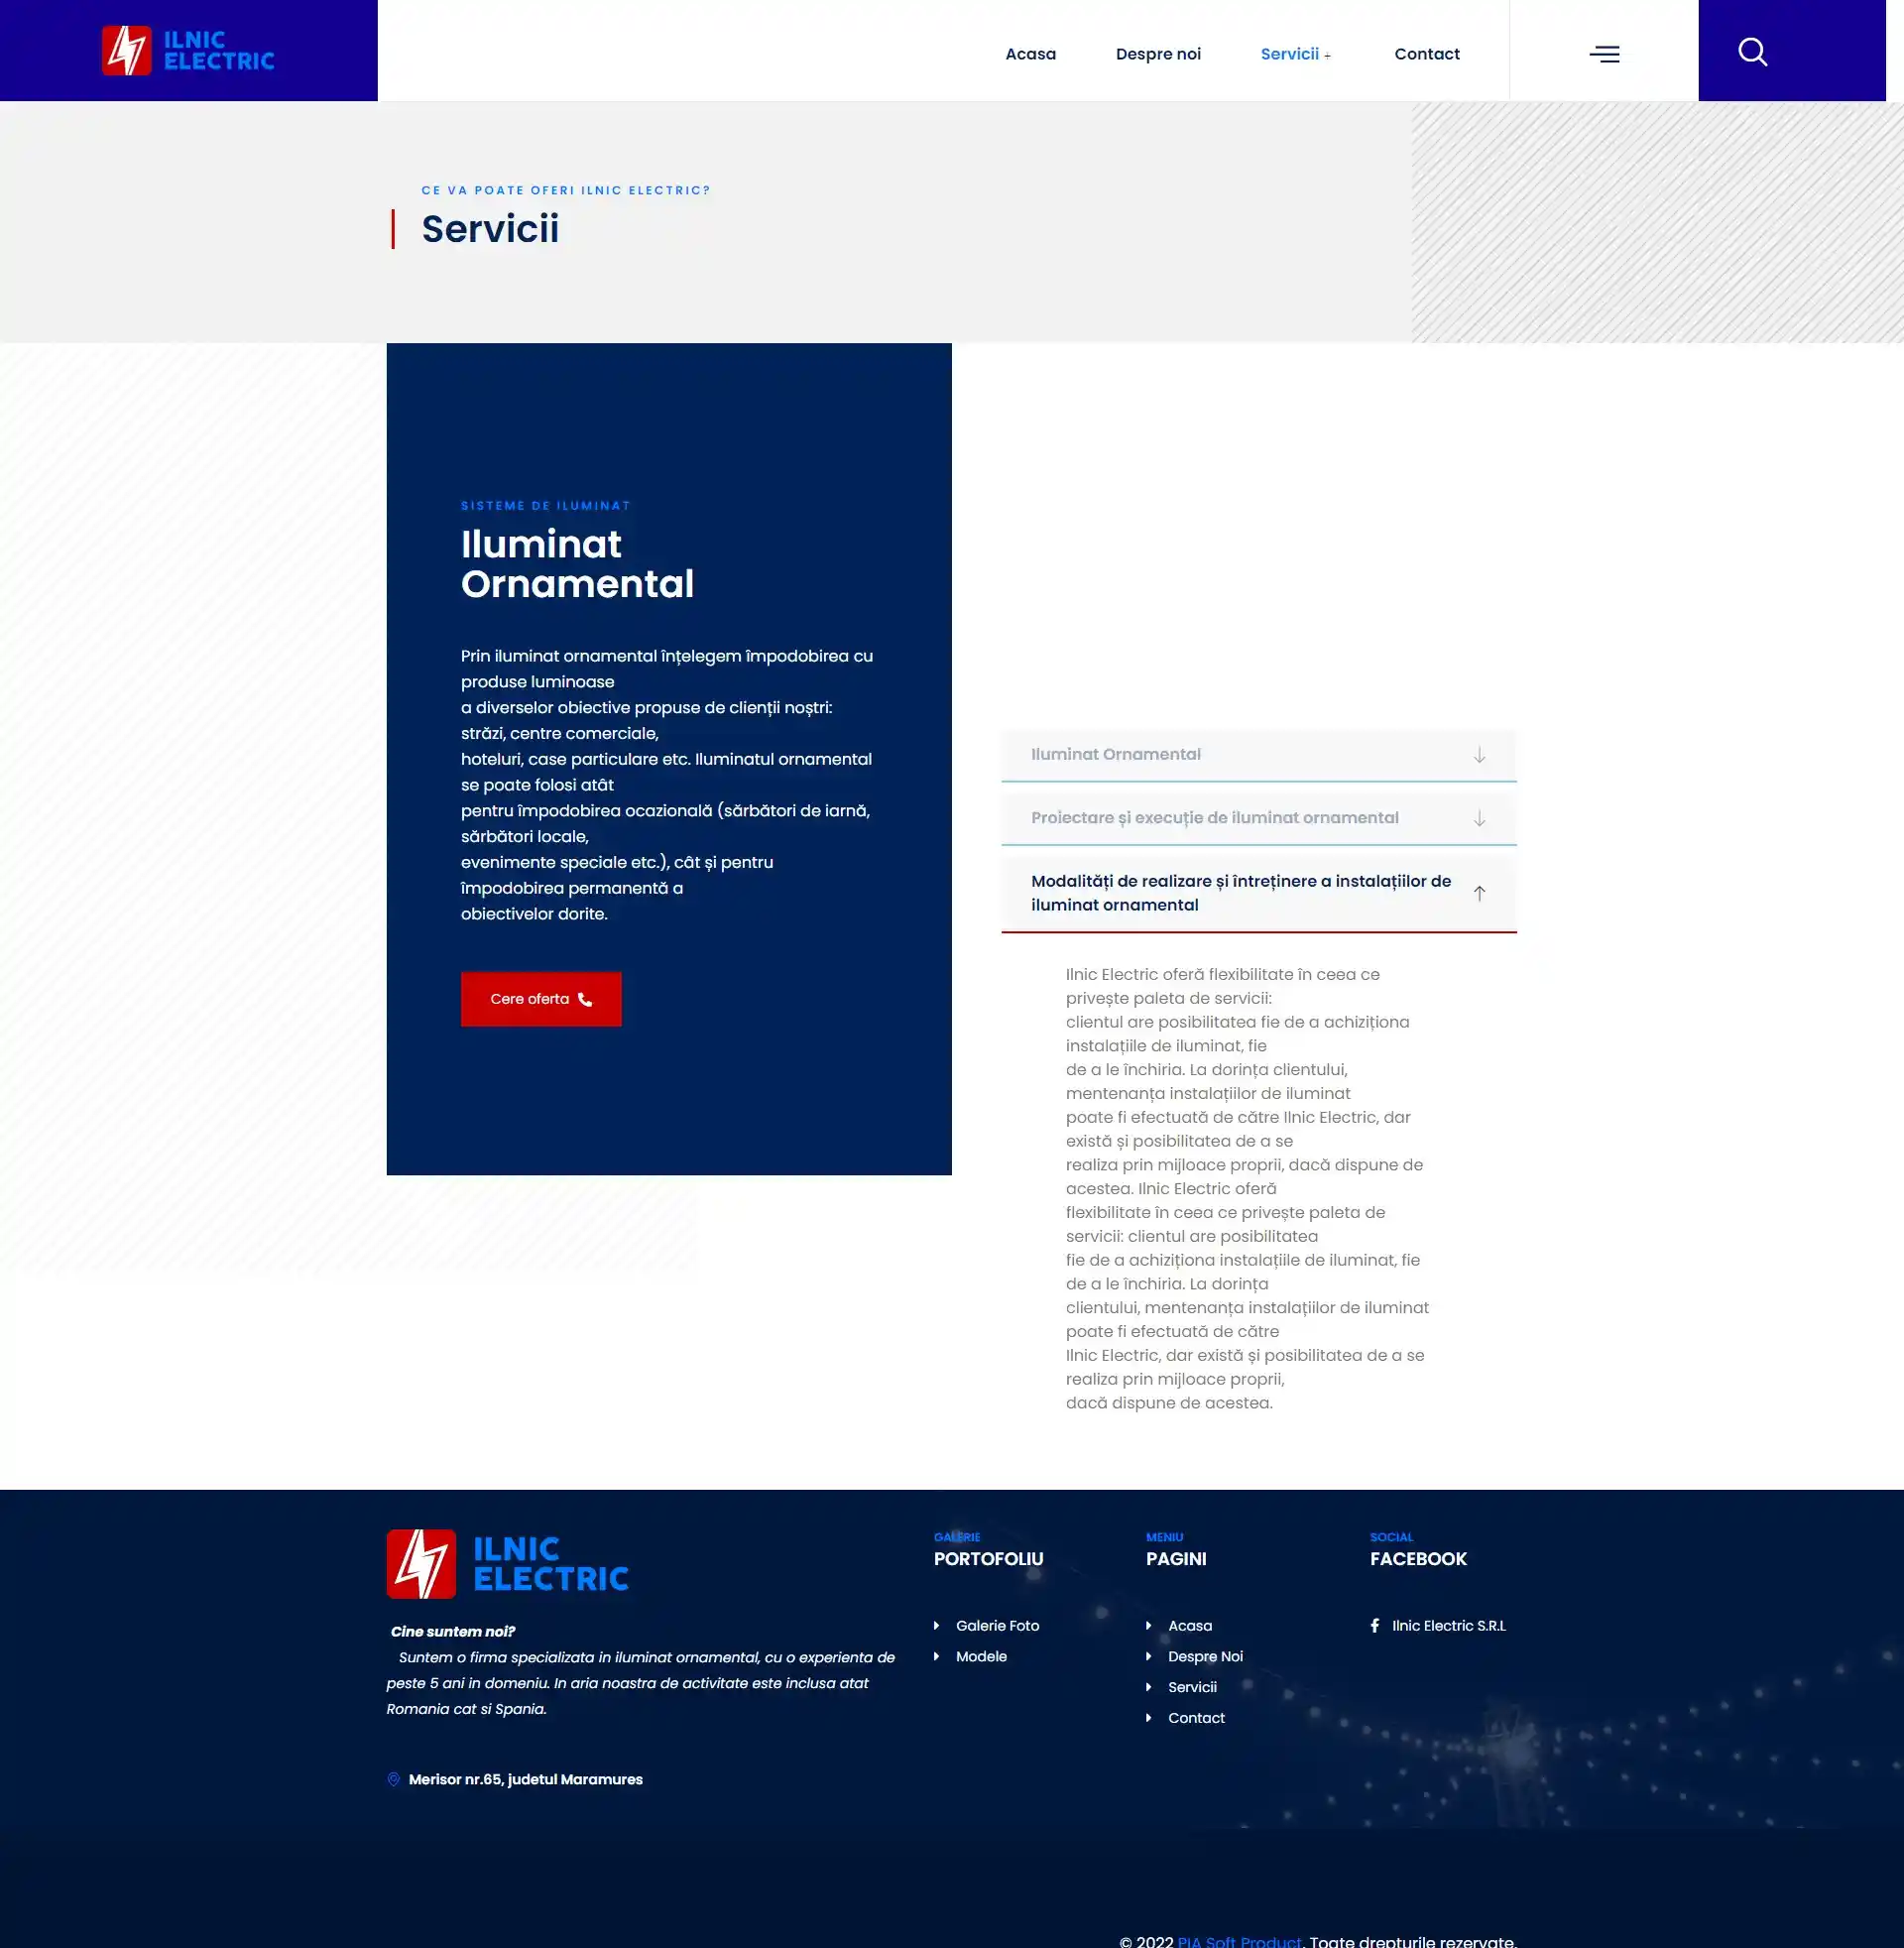 ILNIC
ELECTRIC
Acasa
Despre noi
Servicii +
Contact
CE VA POATE OFERI ILNIC ELECTRIC?
Servicii
SISTEME DE ILUMINAT
Iluminat
Ornamental
Prin iluminat ornamental înțelegem împodobirea cu
produse luminoase
a diverselor obiective propuse de clienții noștri:
străzi, centre comerciale,
hoteluri, case particulare etc. Iluminatul ornamental
se poate folosi atât
pentru împodobirea ocazională (sărbători de iarnă,
sărbători locale,
evenimente speciale etc.), cât și pentru
împodobirea permanentă a
obiectivelor dorite.
Cere oferta
Iluminat Ornamental
Proiectare și execuție de iluminat ornamental
Modalități de realizare și întreținere a instalațiilor de
iluminat ornamental
Ilnic Electric oferă flexibilitate în ceea ce
privește paleta de servicii:
clientul are posibilitatea fie de a achiziționa
instalațiile de iluminat, fie
de a le închiria. La dorința clientului,
mentenanța instalațiilor de iluminat
poate fi efectuată de către Ilnic Electric, dar
există și posibilitatea de a se
realiza prin mijloace proprii, dacă dispune de
acestea. Ilnic Electric oferă
flexibilitate în ceea ce privește paleta de
servicii: clientul are posibilitatea
fie de a achiziționa instalațiile de iluminat, fie
de a le închiria. La dorința
clientului, mentenanța instalațiilor de iluminat
poate fi efectuată de către
Ilnic Electric, dar există și posibilitatea de a se
realiza prin mijloace proprii,
dacă dispune de acestea.
ILNIC
ELECTRIC
Cine suntem noi?
Suntem o firma specializata in iluminat ornamental, cu o experienta de
peste 5 ani in domeniu. In aria noastra de activitate este inclusa atat
Romania cat si Spania.
Merisor nr.65, judetul Maramures
GALERIE
PORTOFOLIU
Galerie Foto
Modele
MENIU
PAGINI
Acasa
Despre Noi
Servicii
Contact
SOCIAL
FACEBOOK
Ilnic Electric S.R.L
© 2022 PIA Soft Product. Toate drepturile rezervate.